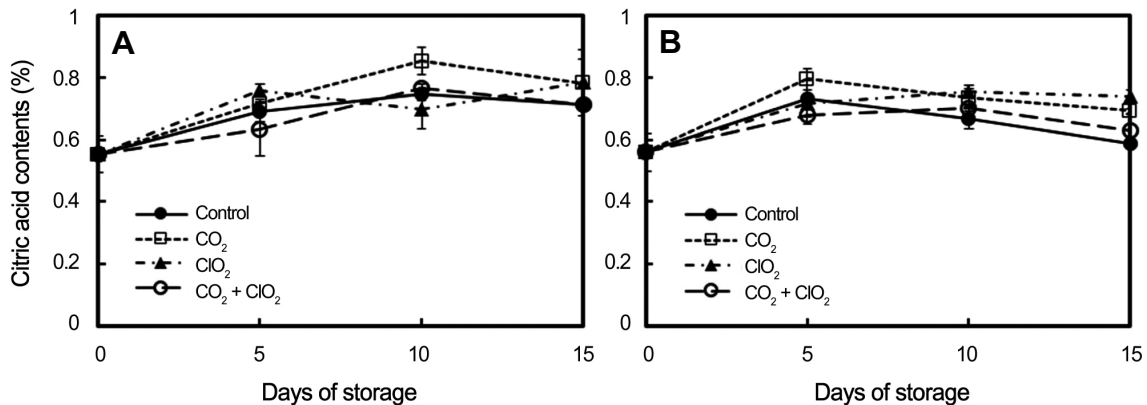 Citric acid contents (%)
A
1
0.8
0.6
0.4
0.2
0
Control
CO₂
ClO₂
CO₂ + ClO₂
0 5 10 15
Days of storage
B
1
0.8
0.6
0.4
0.2
0
Control
CO₂
ClO₂
CO₂ + ClO₂
0 5 10 15
Days of storage